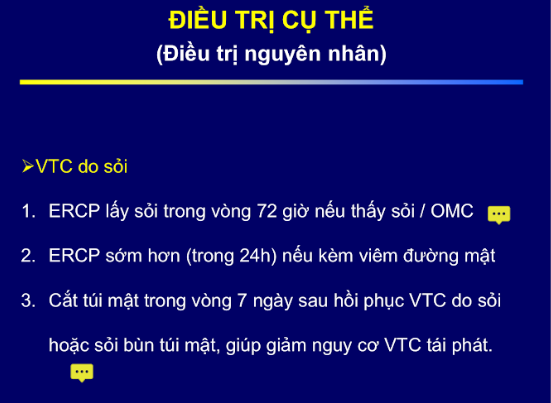 ĐIỀU TRỊ CỤ THỂ
(Điều trị nguyên nhân)
➢VTC do sỏi
1. ERCP lấy sỏi trong vòng 72 giờ nếu thấy sỏi / OMC
2. ERCP sớm hơn (trong 24h) nếu kèm viêm đường mật
3. Cắt túi mật trong vòng 7 ngày sau hồi phục VTC do sỏi
hoặc sỏi bùn túi mật, giúp giảm nguy cơ VTC tái phát.